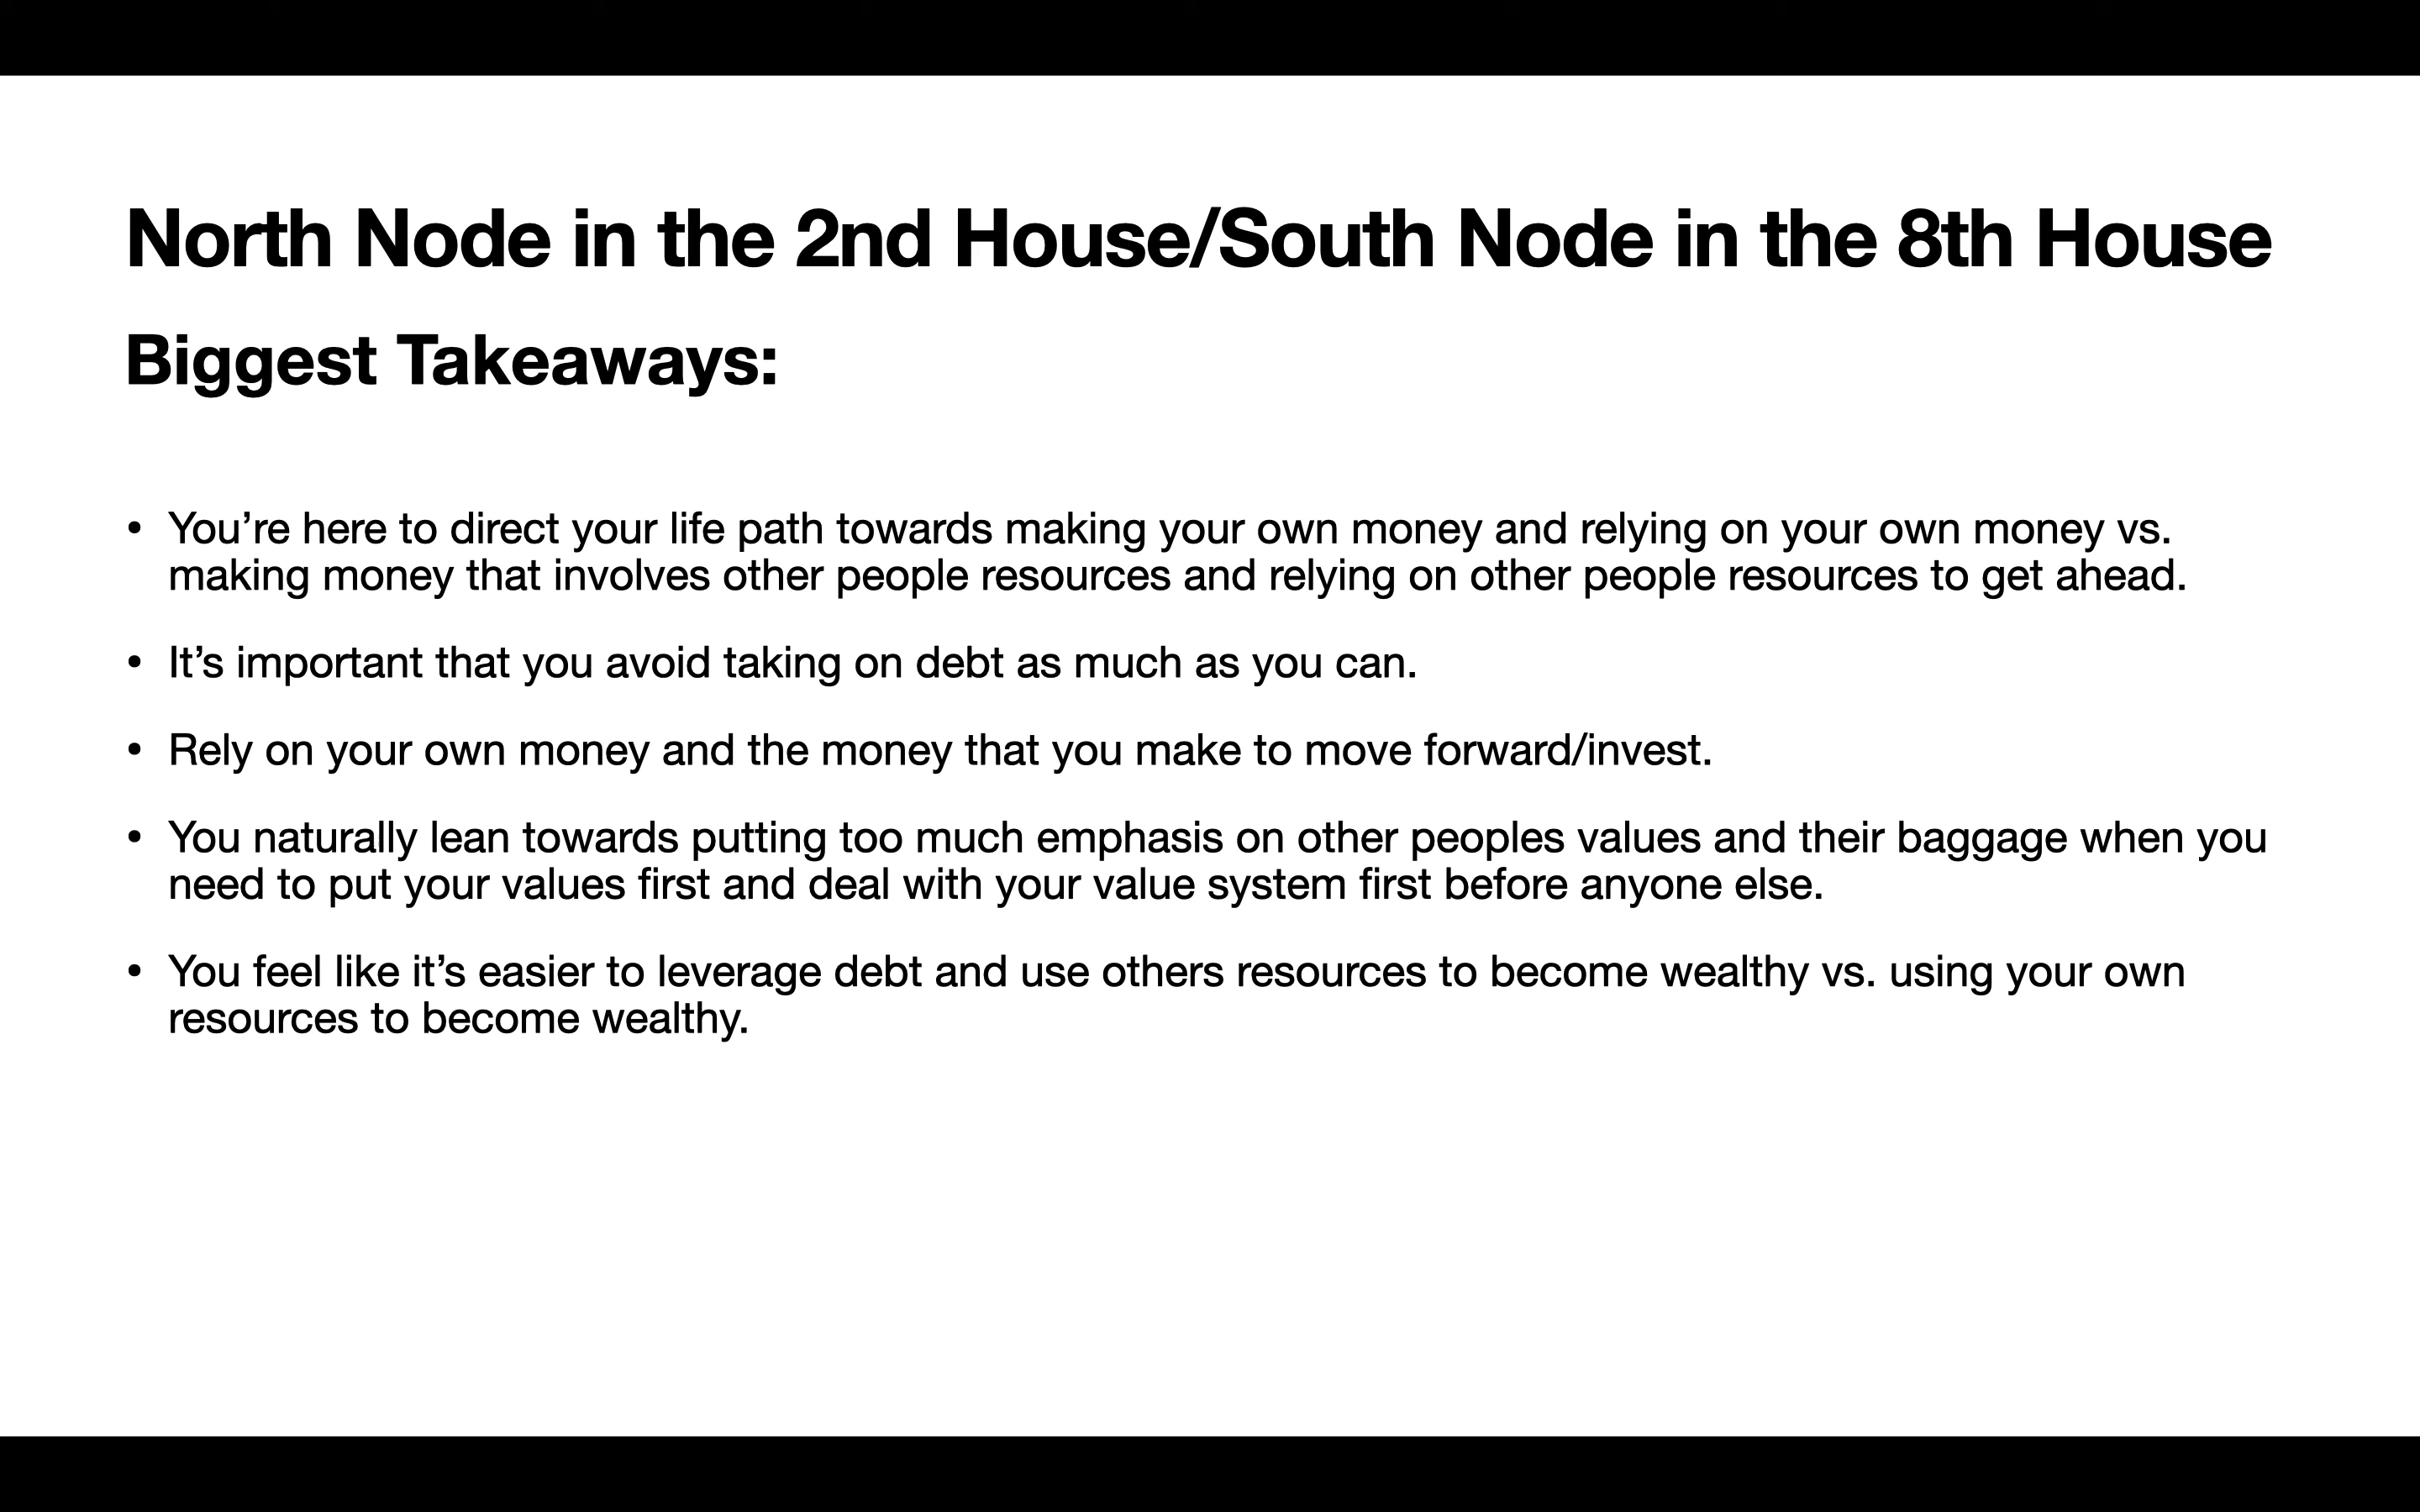 North Node in the 2nd House/South Node in the 8th House
Biggest Takeaways:
• You’re here to direct your life path towards making your own money and relying on your own money vs.
making money that involves other people resources and relying on other people resources to get ahead.
• It’s important that you avoid taking on debt as much as you can.
• Rely on your own money and the money that you make to move forward/invest.
• You naturally lean towards putting too much emphasis on other peoples values and their baggage when you
need to put your values first and deal with your value system first before anyone else.
• You feel like it’s easier to leverage debt and use others resources to become wealthy vs. using your own
resources to become wealthy.